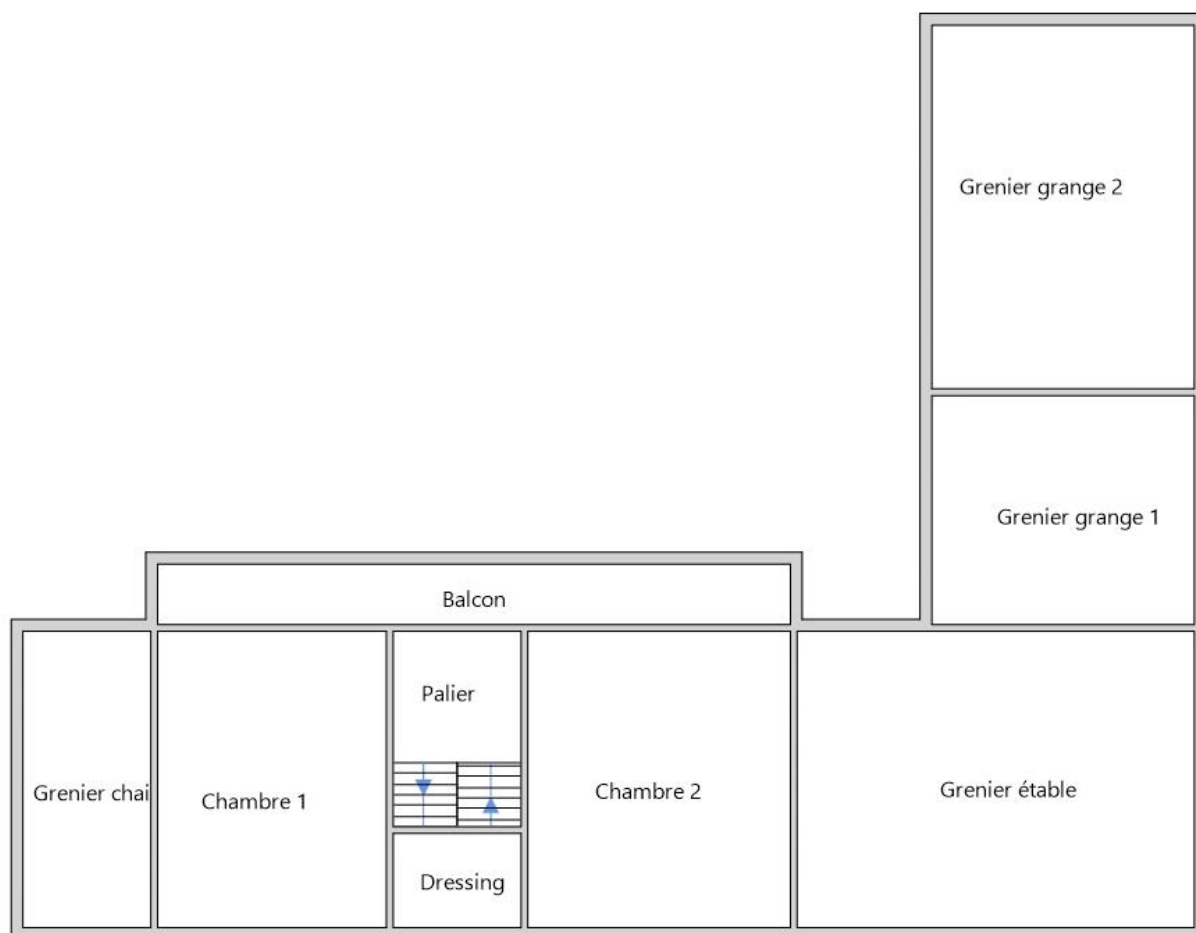 Grenier grange 2
Grenier grange 1
Balcon
Palier
Grenier chai
Chambre 1
Chambre 2
Grenier étable
Dressing